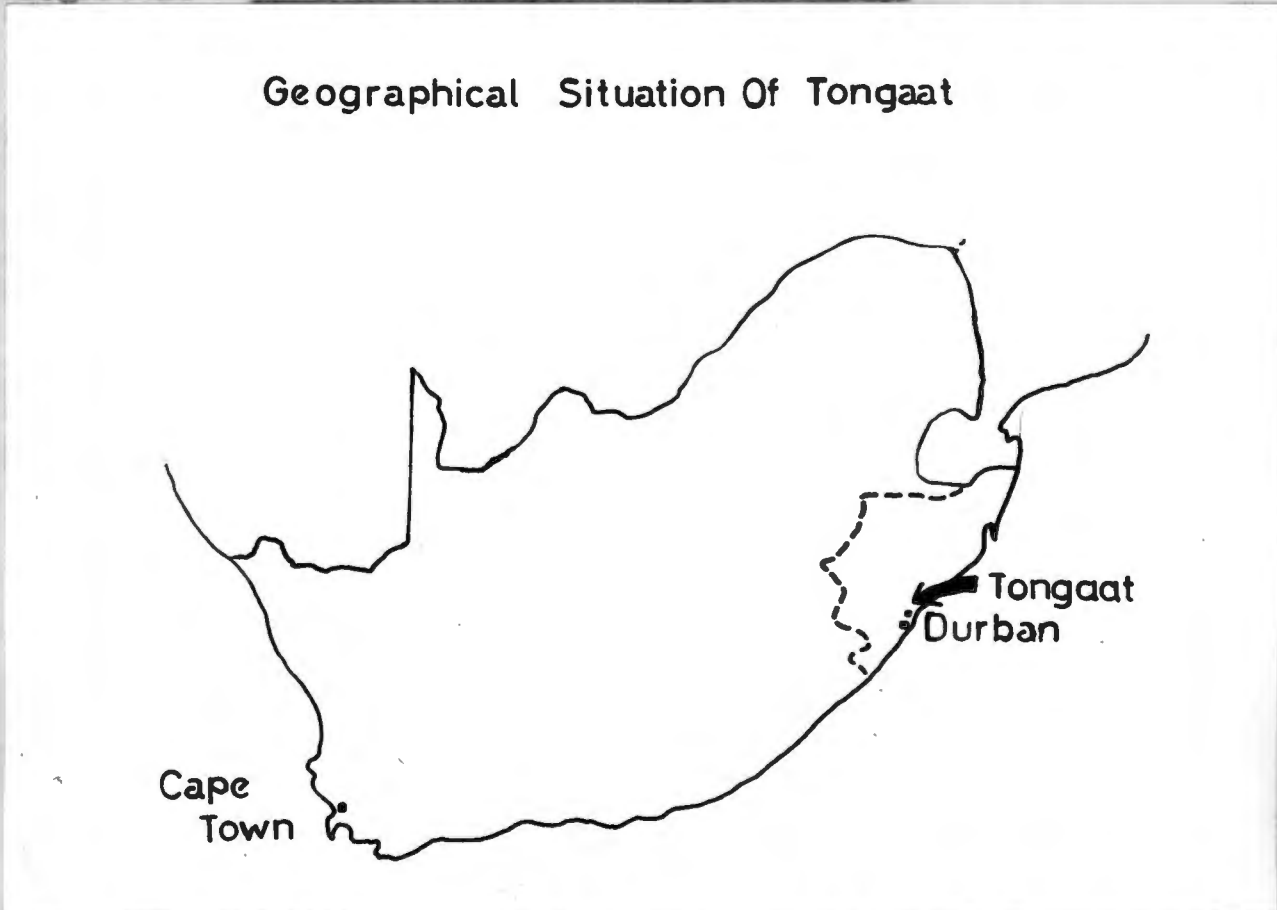 Geographical Situation Of Tongaat
Tongaat
Durban
Cape
Town